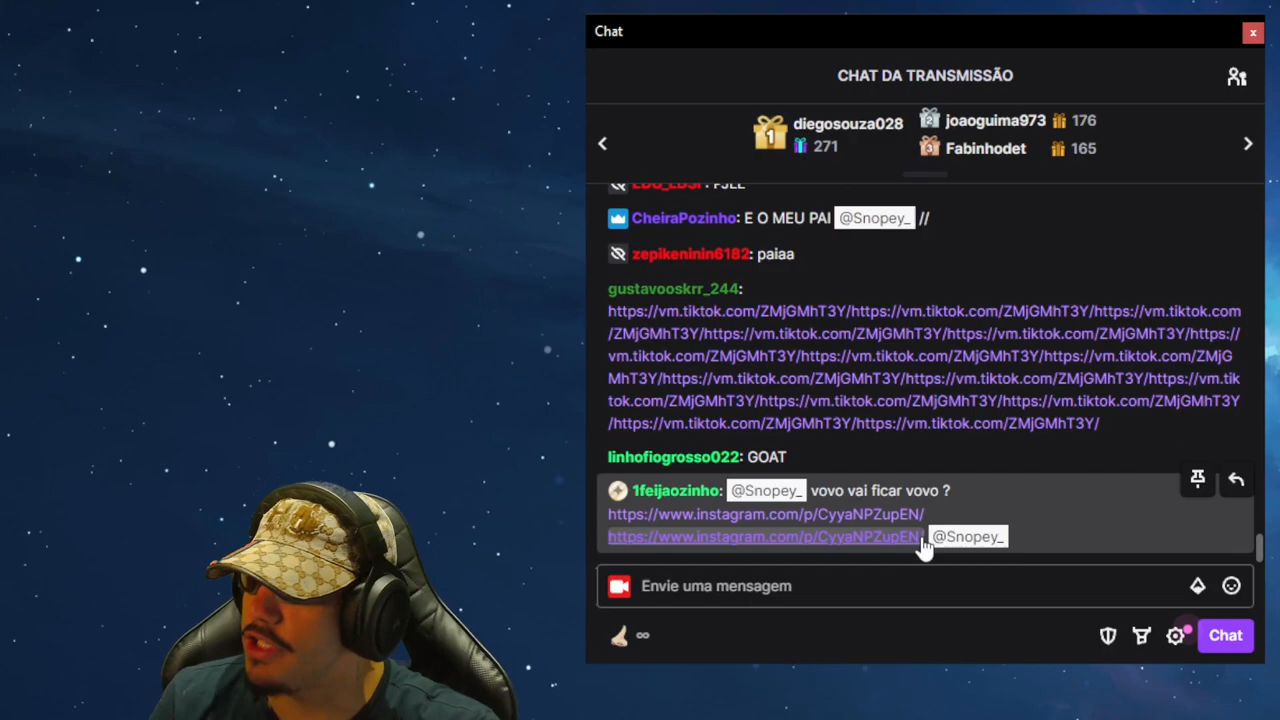 Chat
x
CHAT DA TRANSMISSÃO
1 diegosouza028 271
2 joaoguima973 176
3 Fabinhodet 165
CheiraPozinho: E O MEU PAI @Snopey_ //
zepikeninin6182: paiaa
gustavooskrr_244:
https://vm.tiktok.com/ZMjGMhT3Y/https://vm.tiktok.com/ZMjGMhT3Y/https://vm.tiktok.com
/ZMjGMhT3Y/https://vm.tiktok.com/ZMjGMhT3Y/https://vm.tiktok.com/ZMjGMhT3Y/https://
vm.tiktok.com/ZMjGMhT3Y/https://vm.tiktok.com/ZMjGMhT3Y/https://vm.tiktok.com/ZMjG
MhT3Y/https://vm.tiktok.com/ZMjGMhT3Y/https://vm.tiktok.com/ZMjGMhT3Y/https://vm.tik
tok.com/ZMjGMhT3Y/https://vm.tiktok.com/ZMjGMhT3Y/https://vm.tiktok.com/ZMjGMhT3Y
/https://vm.tiktok.com/ZMjGMhT3Y/https://vm.tiktok.com/ZMjGMhT3Y/
linhofiogrosso022: GOAT
1feijaozinho: @Snopey_ vovo vai ficar vovo ?
https://www.instagram.com/p/CyyaNPZupEN/
https://www.instagram.com/p/CyyaNPZupEN @Snopey_
Envie uma mensagem
∞
Chat